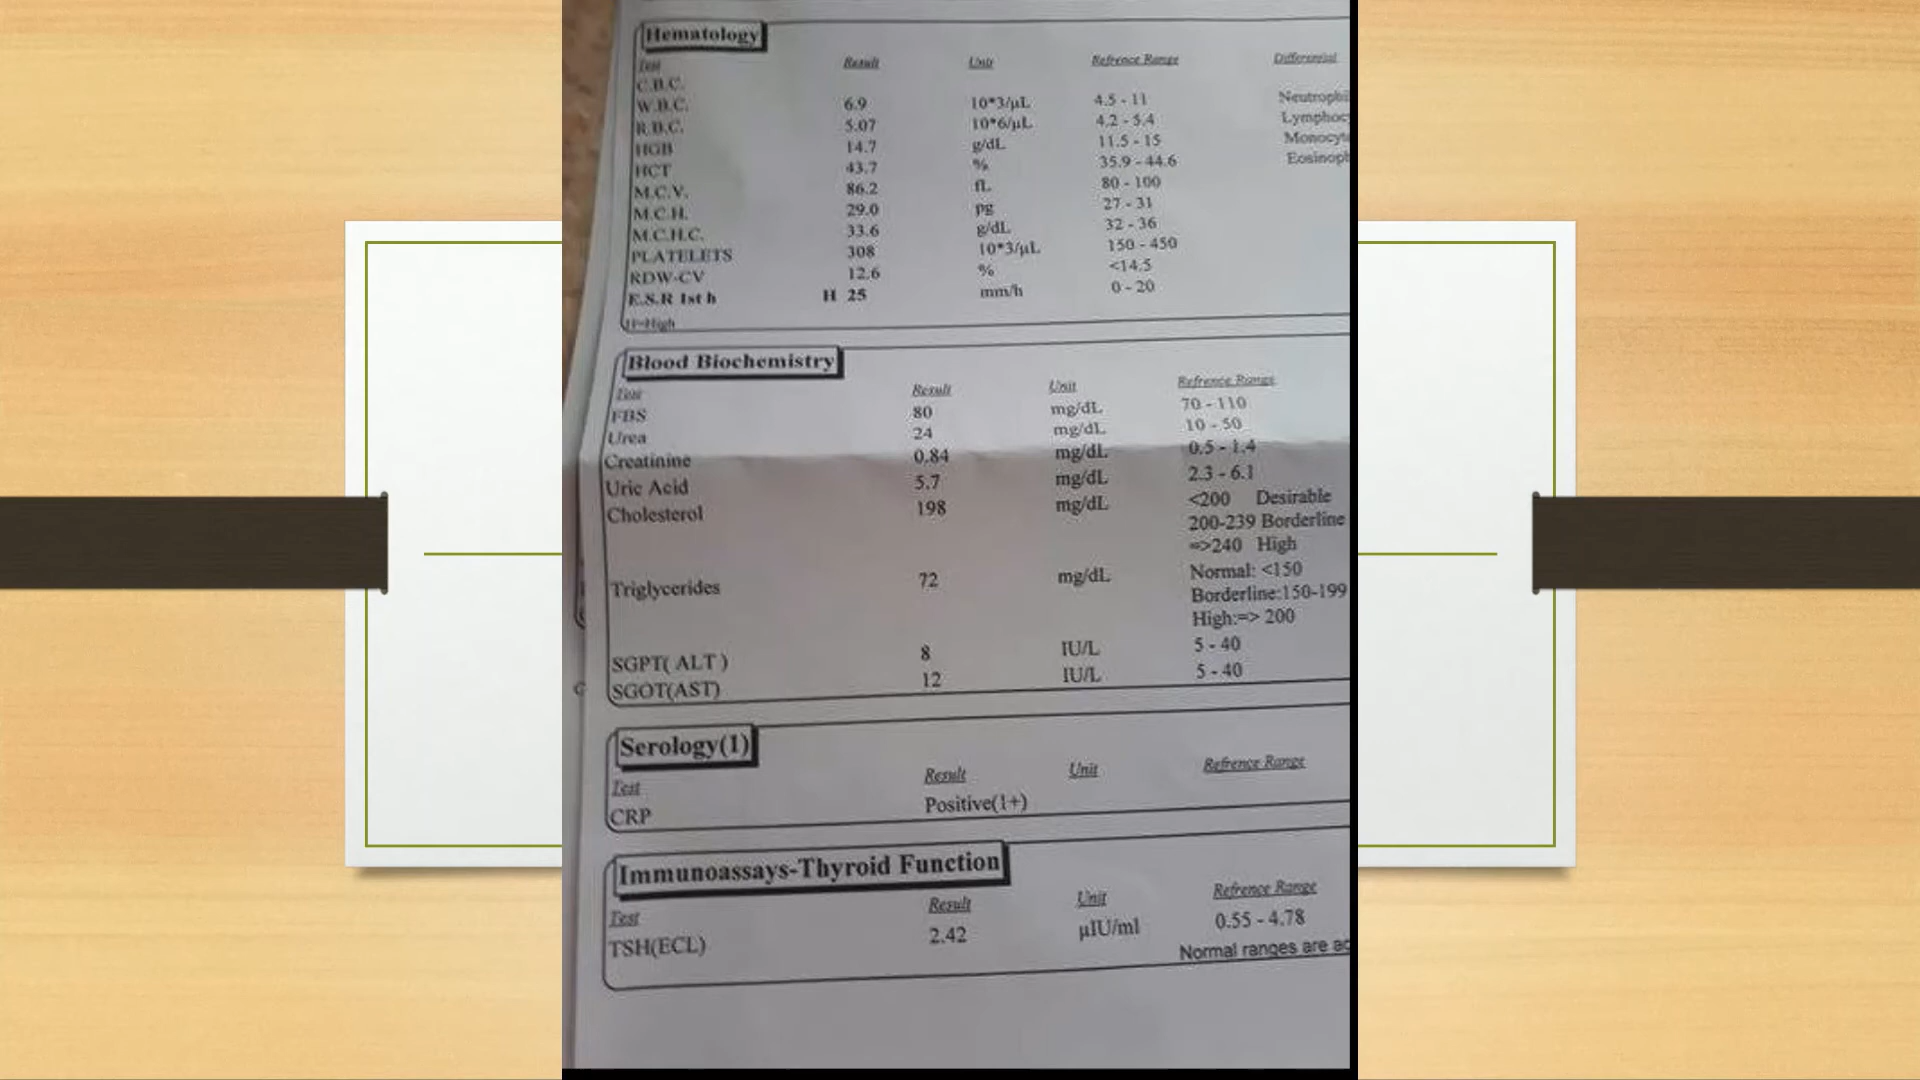 Hematology
Test Result Unit Refrence Range Differential
C.B.C.
W.B.C. 6.9 10*3/µL 4.5 - 11 Neutrophil
R.B.C. 5.07 10*6/µL 4.2 - 5.4 Lymphoc
HGB 14.7 g/dL 11.5 - 15 Monocyte
HCT 43.7 % 35.9 - 44.6 Eosinoph
M.C.V. 86.2 fL 80 - 100
M.C.H. 29.0 pg 27 - 31
M.C.H.C. 33.6 g/dL 32 - 36
PLATELETS 308 10*3/µL 150 - 450
RDW-CV 12.6 % <14.5
E.S.R 1st h H 25 mm/h 0 - 20
H=High
Blood Biochemistry
Test Result Unit Refrence Range
FBS 80 mg/dL 70 - 110
Urea 24 mg/dL 10 - 50
Creatinine 0.84 mg/dL 0.5 - 1.4
Uric Acid 5.7 mg/dL 2.3 - 6.1
Cholesterol 198 mg/dL <200 Desirable
200-239 Borderline
=>240 High
Triglycerides 72 mg/dL Normal: <150
Borderline:150-199
High:=> 200
SGPT( ALT ) 8 IU/L 5 - 40
SGOT(AST) 12 IU/L 5 - 40
Serology(1)
Test Result Unit Refrence Range
CRP Positive(1+)
Immunoassays-Thyroid Function
Test Result Unit Refrence Range
TSH(ECL) 2.42 µIU/ml 0.55 - 4.78
Normal ranges are